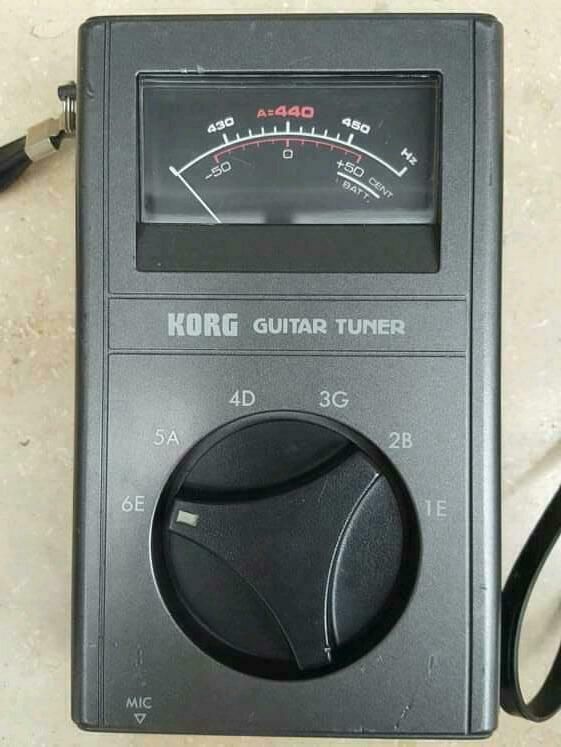 A=440
430 450
Hz
-50 0 +50 CENT
BATT.
KORG GUITAR TUNER
4D 3G
5A 2B
6E 1E
MIC